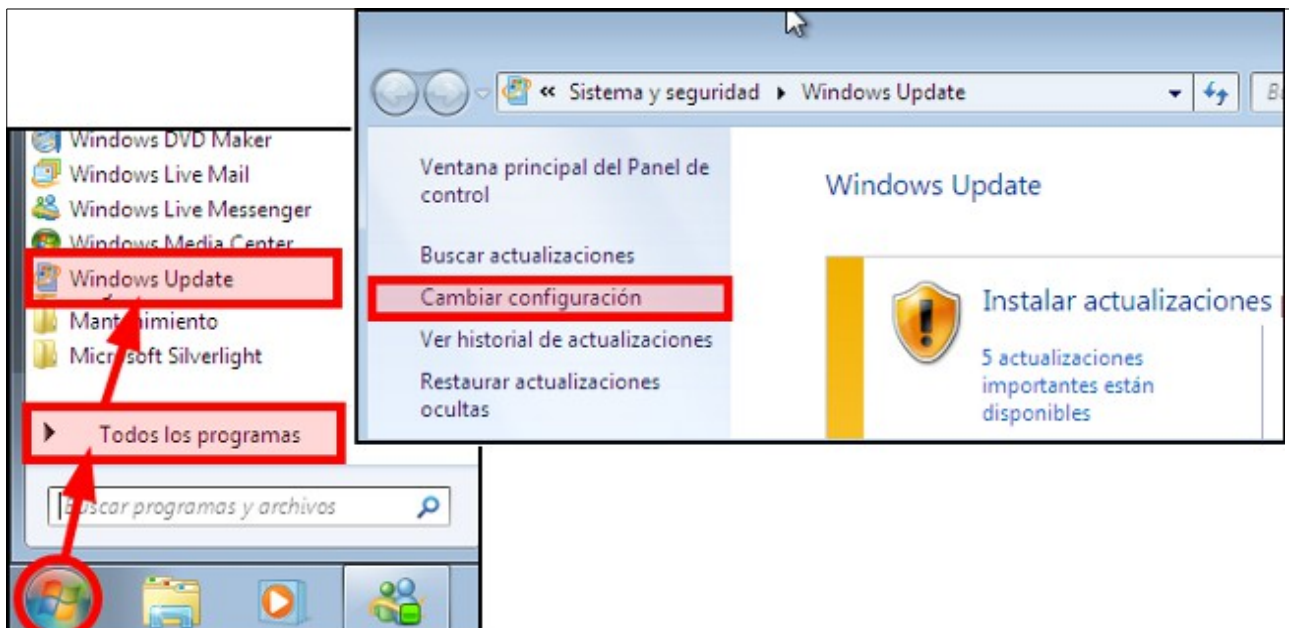 Windows DVD Maker
Windows Live Mail
Windows Live Messenger
Windows Media Center
Windows Update
Mantenimiento
Microsoft Silverlight
Todos los programas
Buscar programas y archivos
« Sistema y seguridad ▸ Windows Update
Ventana principal del Panel de
control
Buscar actualizaciones
Cambiar configuración
Ver historial de actualizaciones
Restaurar actualizaciones
ocultas
Windows Update
Instalar actualizaciones
5 actualizaciones
importantes están
disponibles